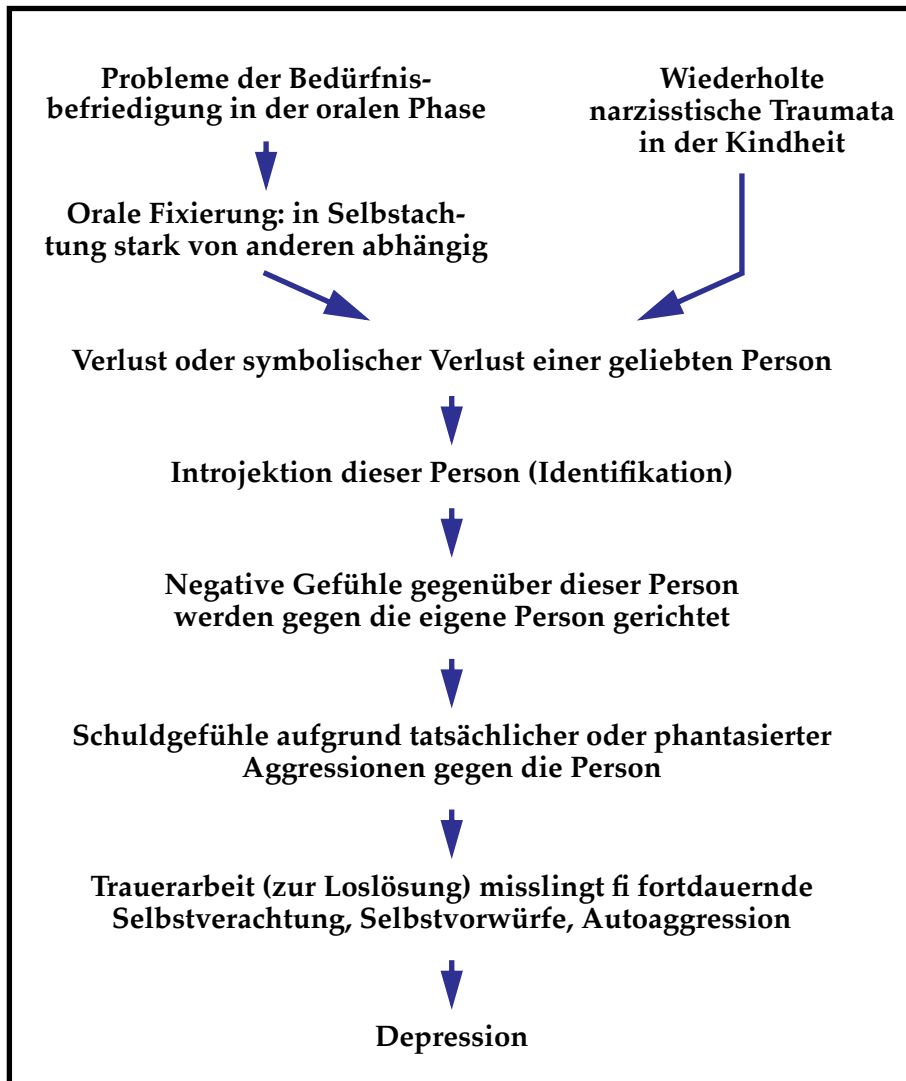 Probleme der Bedürfnis-
befriedigung in der oralen Phase
Wiederholte
narzisstische Traumata
in der Kindheit
Orale Fixierung: in Selbstach-
tung stark von anderen abhängig
Verlust oder symbolischer Verlust einer geliebten Person
Introjektion dieser Person (Identifikation)
Negative Gefühle gegenüber dieser Person
werden gegen die eigene Person gerichtet
Schuldgefühle aufgrund tatsächlicher oder phantasierter
Aggressionen gegen die Person
Trauerarbeit (zur Loslösung) misslingt fi fortdauernde
Selbstverachtung, Selbstvorwürfe, Autoaggression
Depression